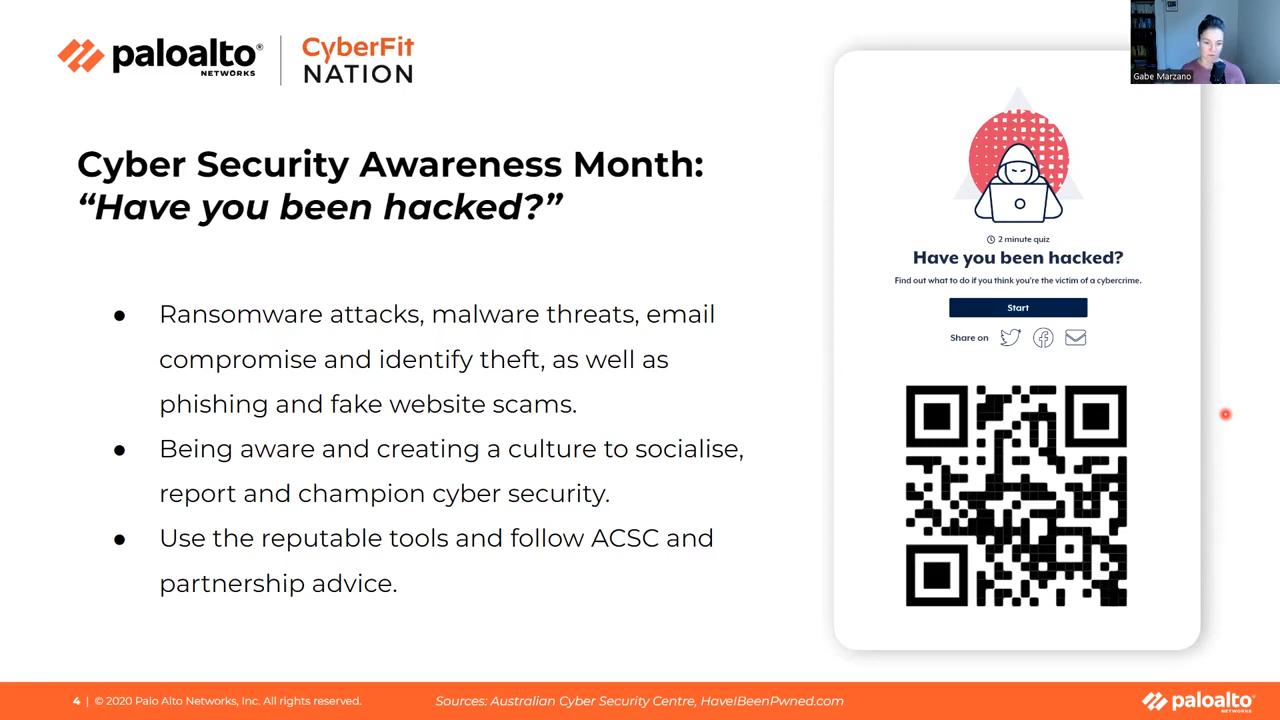 paloalto®
NETWORKS
CyberFit
NATION
Gabe Marzano
Cyber Security Awareness Month:
“Have you been hacked?”
● Ransomware attacks, malware threats, email
compromise and identify theft, as well as
phishing and fake website scams.
● Being aware and creating a culture to socialise,
report and champion cyber security.
● Use the reputable tools and follow ACSC and
partnership advice.
2 minute quiz
Have you been hacked?
Find out what to do if you think you're the victim of a cybercrime.
Start
Share on
4 | © 2020 Palo Alto Networks, Inc. All rights reserved.
Sources: Australian Cyber Security Centre, HaveIBeenPwned.com
paloalto®
NETWORKS